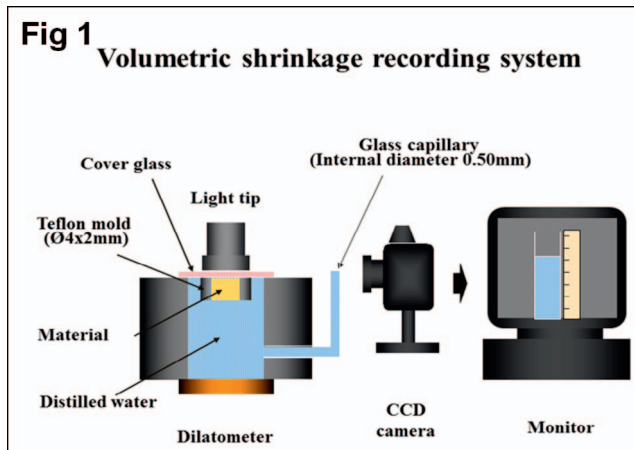 Fig 1
Volumetric shrinkage recording system
Glass capillary
(Internal diameter 0.50mm)
Cover glass
Light tip
Teflon mold
(Ø4x2mm)
Material
Distilled water
Dilatometer
CCD
camera
Monitor